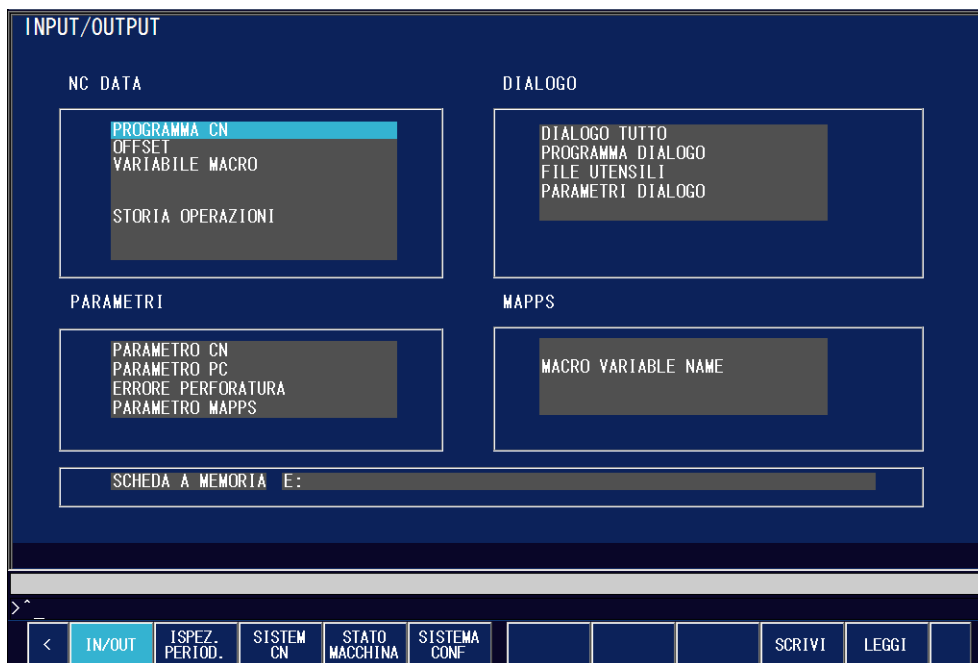 INPUT/OUTPUT
NC DATA
PROGRAMMA CN
OFFSET
VARIABILE MACRO
STORIA OPERAZIONI
DIALOGO
DIALOGO TUTTO
PROGRAMMA DIALOGO
FILE UTENSILI
PARAMETRI DIALOGO
PARAMETRI
PARAMETRO CN
PARAMETRO PC
ERRORE PERFORATURA
PARAMETRO MAPPS
MAPPS
MACRO VARIABLE NAME
SCHEDA A MEMORIA E:
>^_
<
IN/OUT
ISPEZ.
PERIOD.
SISTEM
CN
STATO
MACCHINA
SISTEMA
CONF
SCRIVI
LEGGI